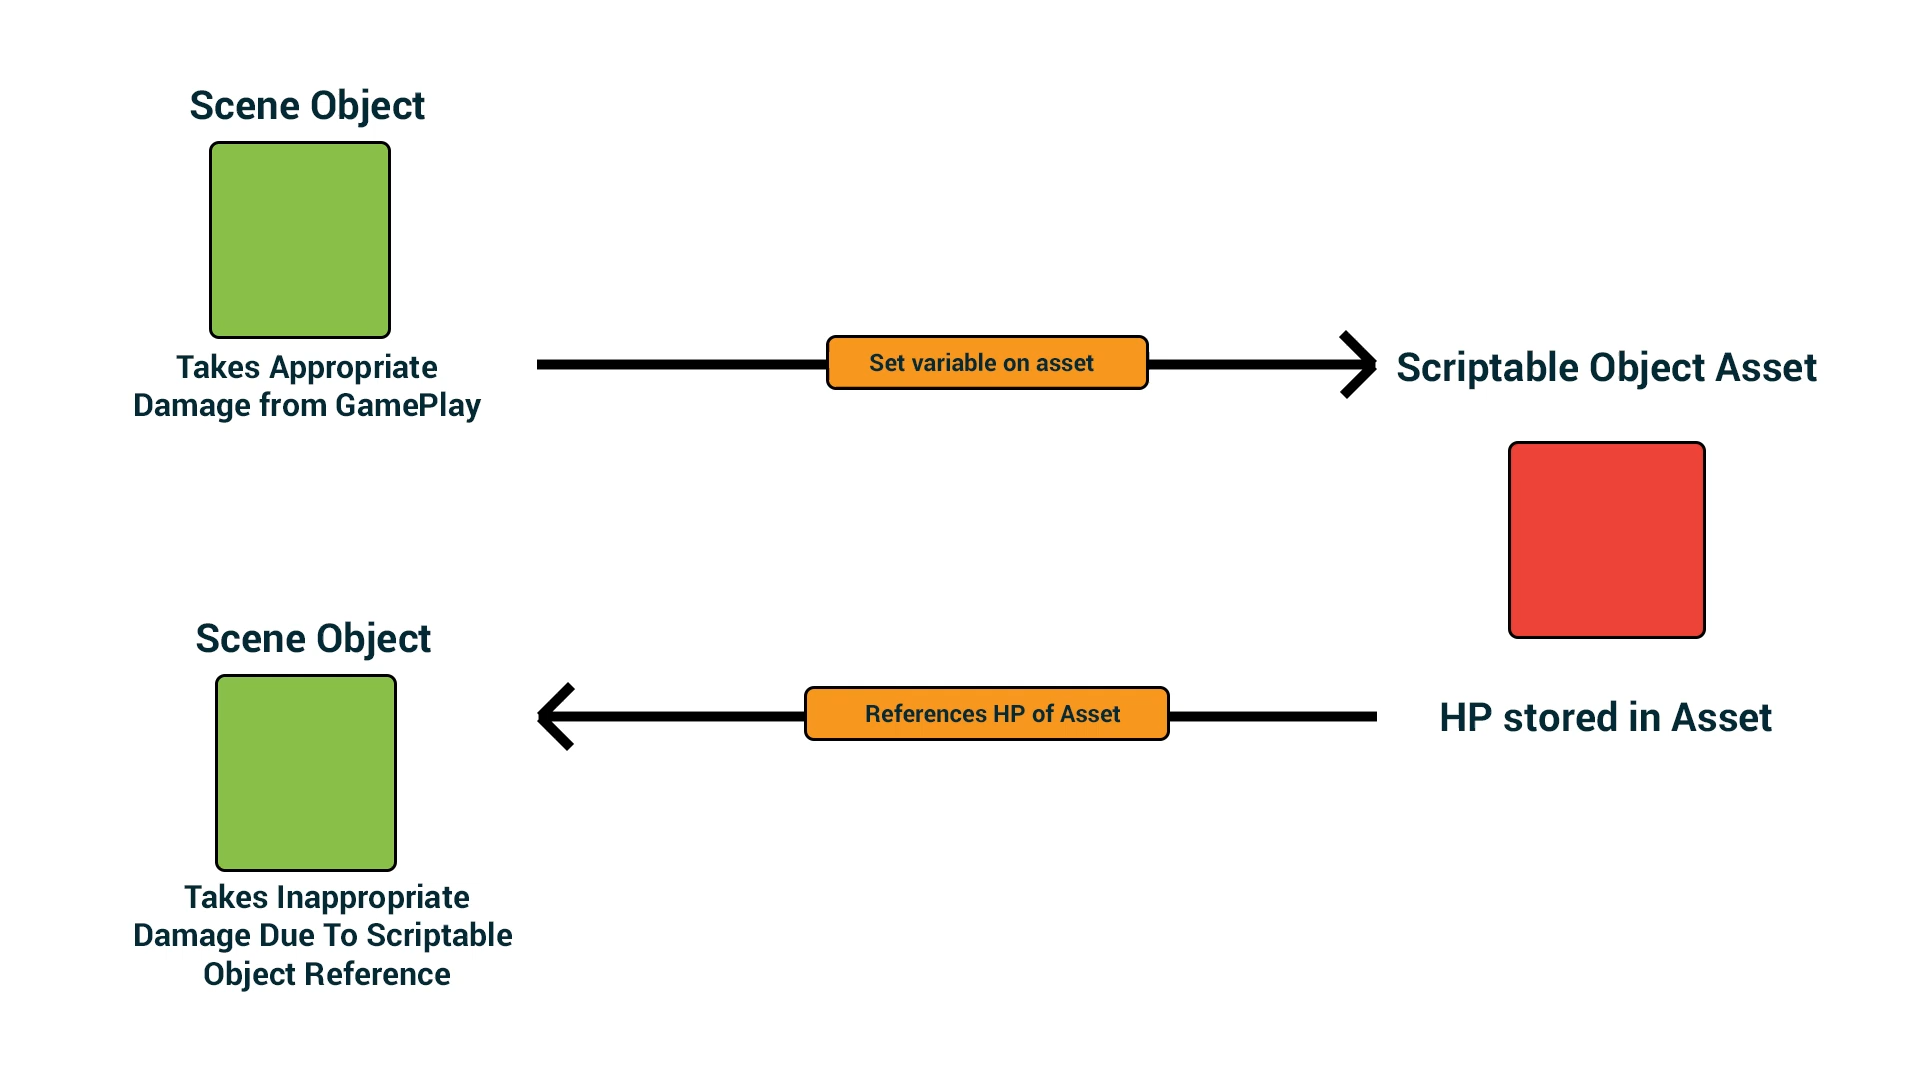 Scene Object
Takes Appropriate
Damage from GamePlay
Set variable on asset
Scriptable Object Asset
Scene Object
References HP of Asset
HP stored in Asset
Takes Inappropriate
Damage Due To Scriptable
Object Reference